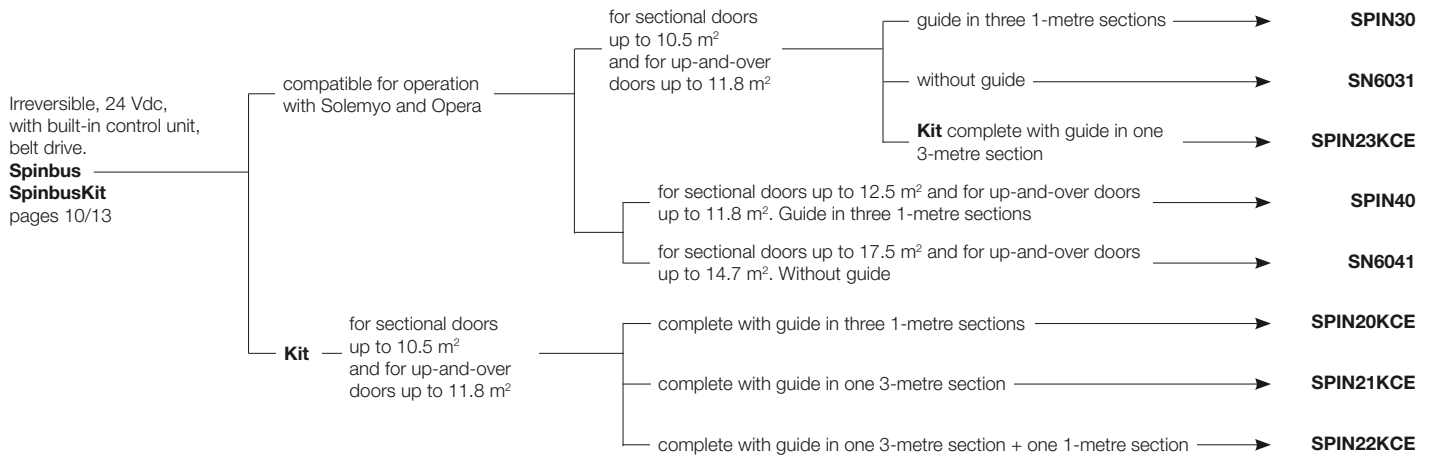 Irreversible, 24 Vdc,
with built-in control unit,
belt drive.
Spinbus
SpinbusKit
pages 10/13
compatible for operation
with Solemyo and Opera
for sectional doors
up to 10.5 m²
and for up-and-over
doors up to 11.8 m²
guide in three 1-metre sections
SPIN30
without guide
SN6031
Kit complete with guide in one
3-metre section
SPIN23KCE
for sectional doors up to 12.5 m² and for up-and-over doors
up to 11.8 m². Guide in three 1-metre sections
SPIN40
for sectional doors up to 17.5 m² and for up-and-over doors
up to 14.7 m². Without guide
SN6041
Kit
for sectional doors
up to 10.5 m²
and for up-and-over
doors up to 11.8 m²
complete with guide in three 1-metre sections
SPIN20KCE
complete with guide in one 3-metre section
SPIN21KCE
complete with guide in one 3-metre section + one 1-metre section
SPIN22KCE